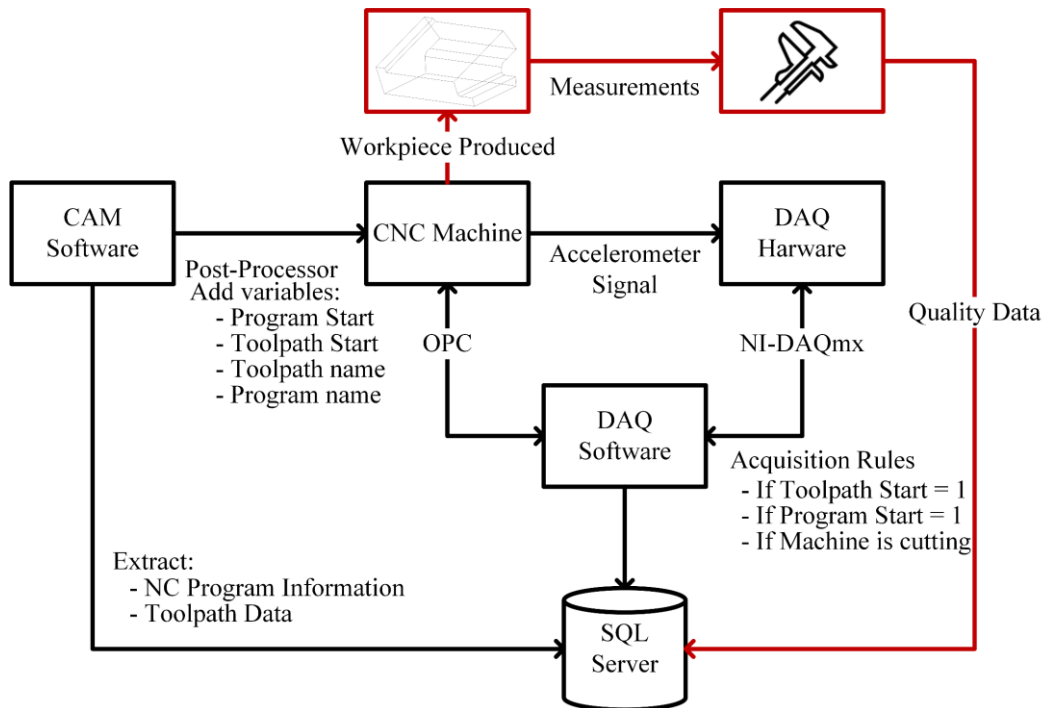 Measurements
Workpiece Produced
CAM
Software
CNC Machine
DAQ
Harware
Post-Processor
Add variables:
- Program Start
- Toolpath Start
- Toolpath name
- Program name
Accelerometer
Signal
OPC
NI-DAQmx
Quality Data
DAQ
Software
Acquisition Rules
- If Toolpath Start = 1
- If Program Start = 1
- If Machine is cutting
Extract:
- NC Program Information
- Toolpath Data
SQL
Server